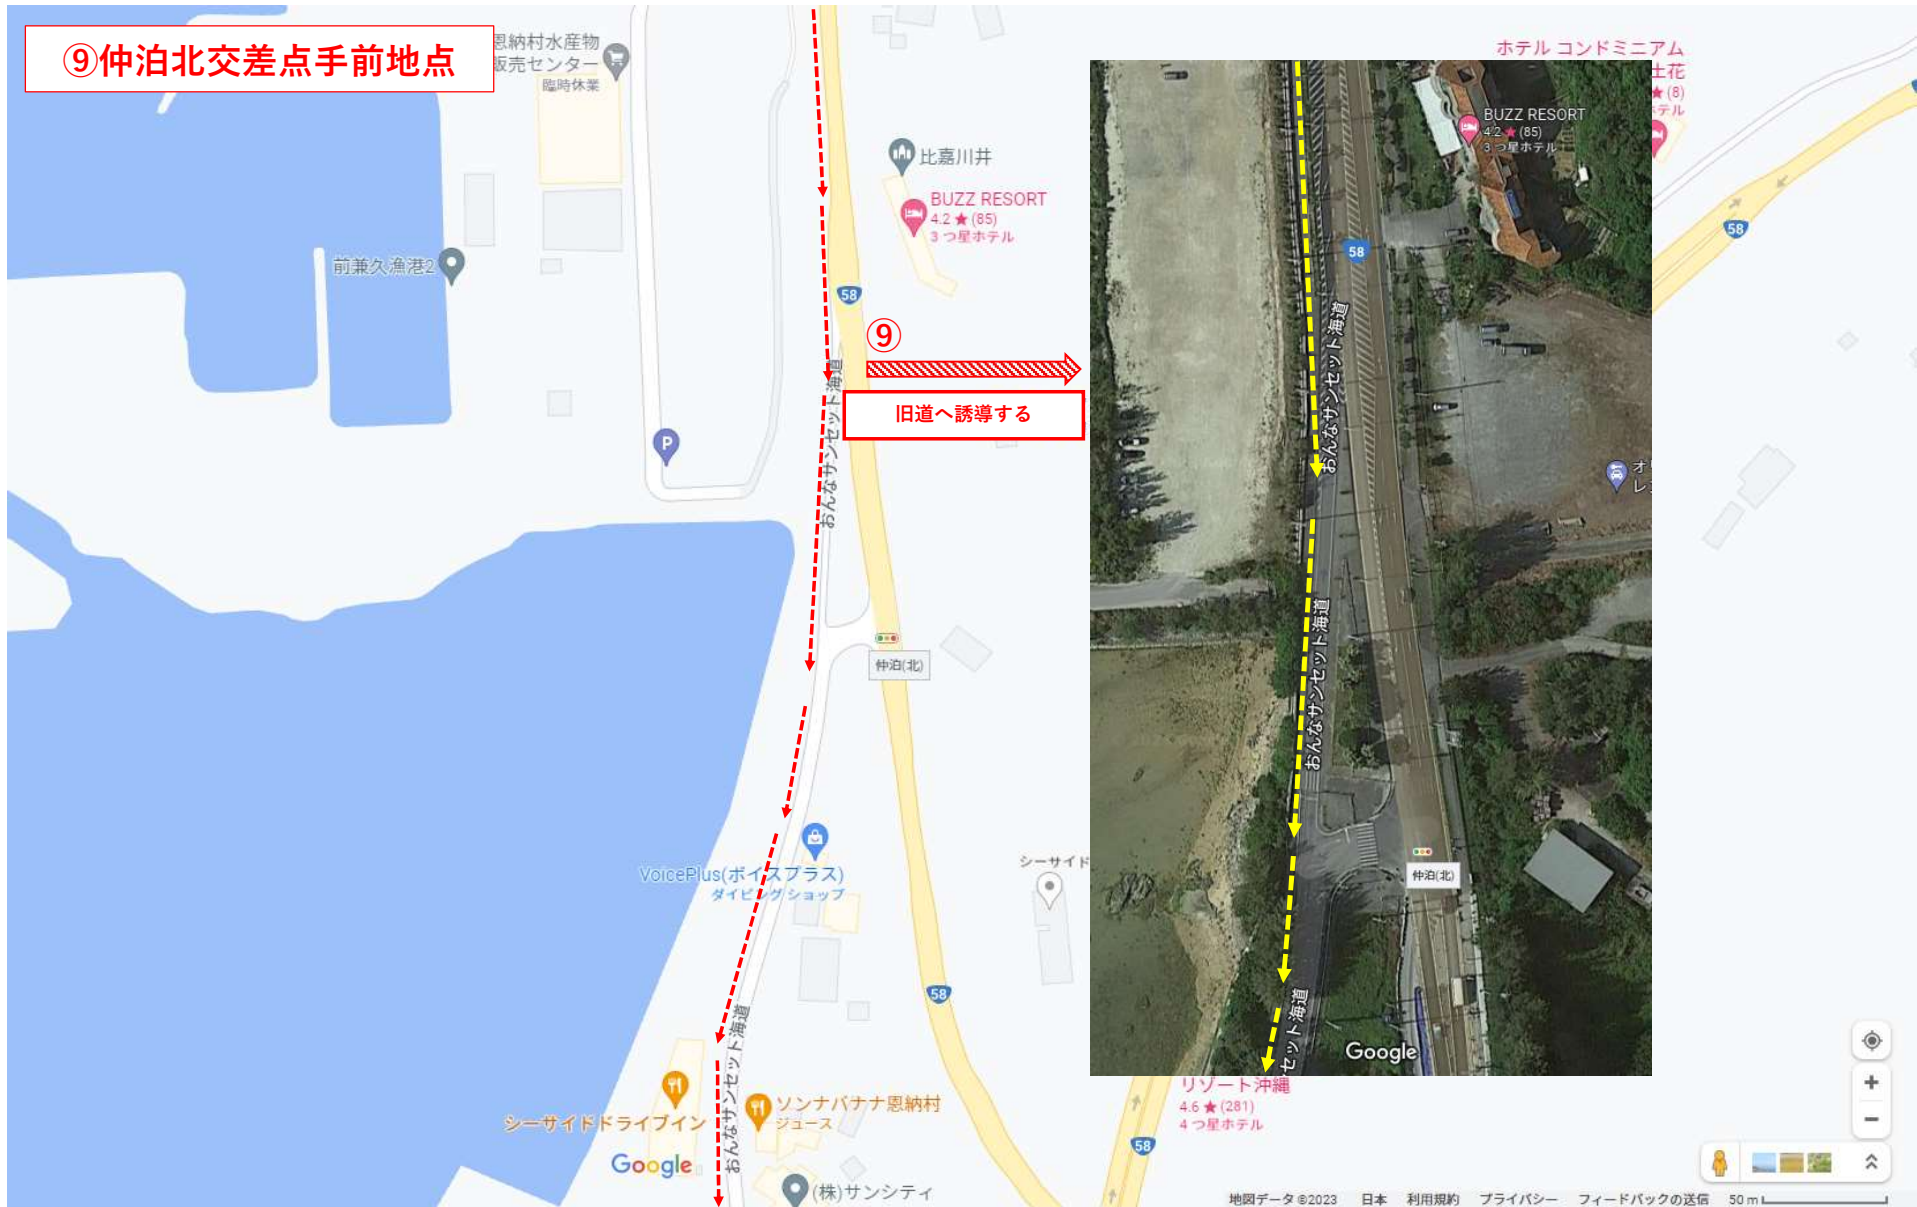 ⑨仲泊北交差点手前地点
恩納村水産物
販売センター
臨時休業
ホテル コンドミニアム
(8)
比嘉川井
BUZZ RESORT
4.2 ★ (85)
3 つ星ホテル
前兼久漁港2
58
⑨
旧道へ誘導する
おんなサンセット海道
P
仲泊(北)
VoicePlus(ボイスプラス)
ダイビング ショップ
シーサイド
58
おんなサンセット海道
シーサイドドライブイン
ソンナバナナ恩納村
ジュース
Google
(株)サンシティ
BUZZ RESORT
4.2 ★ (85)
3 つ星ホテル
58
おんなサンセット海道
おんなサンセット海道
仲泊(北)
セット海道
Google
58
リゾート沖縄
4.6 ★ (281)
4 つ星ホテル
58
地図データ ©2023 日本 利用規約 プライバシー フィードバックの送信 50 m